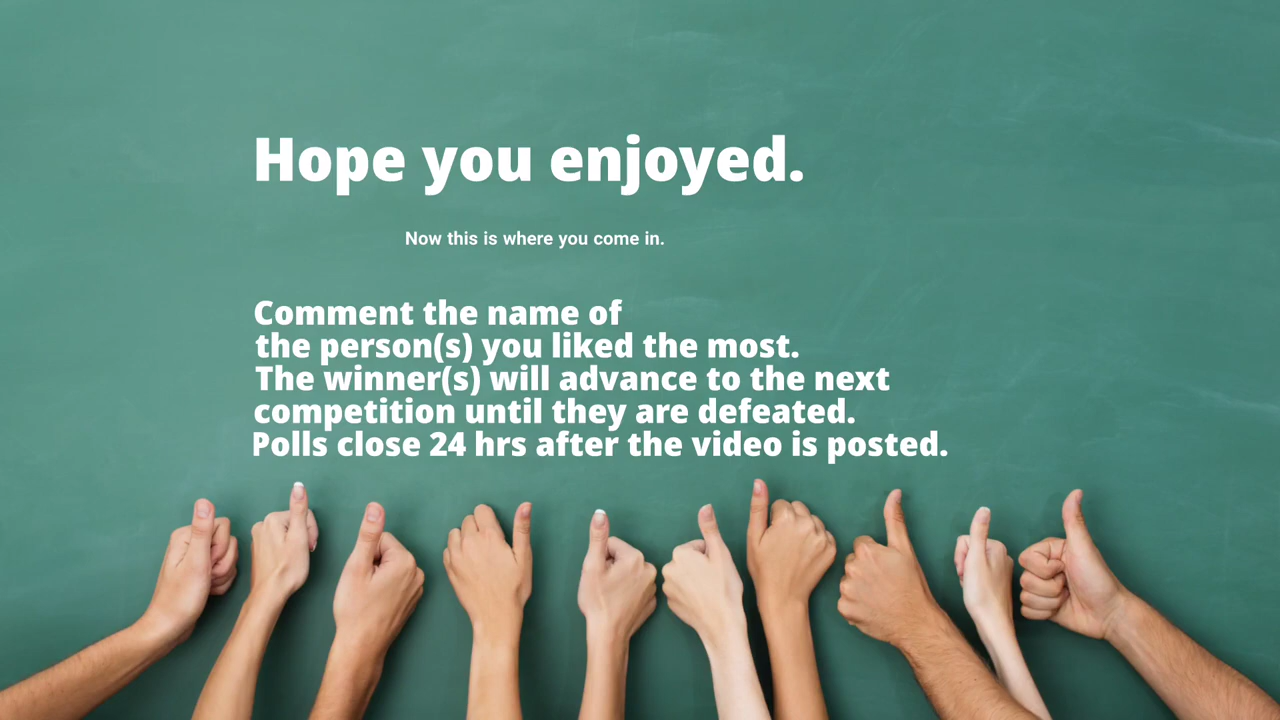 Hope you enjoyed.
Now this is where you come in.
Comment the name of
the person(s) you liked the most.
The winner(s) will advance to the next
competition until they are defeated.
Polls close 24 hrs after the video is posted.